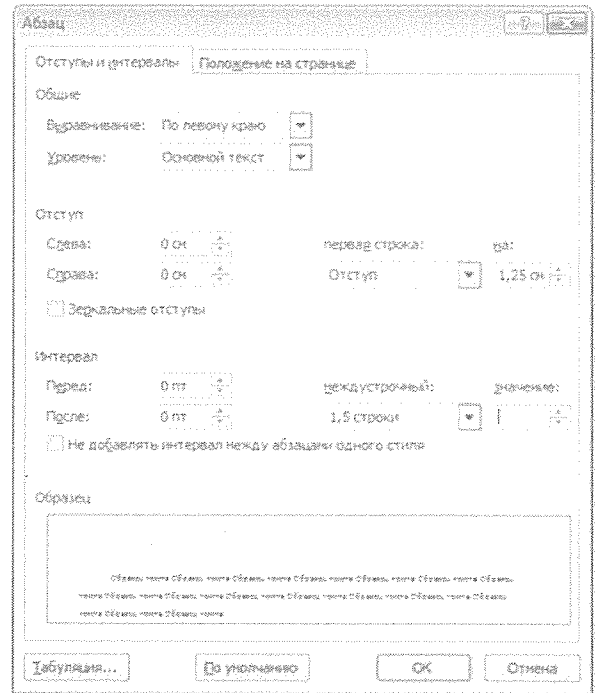 Абзац
Отступы и интервалы Положение на странице
Общие
Выравнивание: По левому краю
Уровень: Основной текст
Отступ
Слева: 0 см первая строка: на:
Справа: 0 см Отступ 1,25 см
Зеркальные отступы
Интервал
Перед: 0 пт междустрочный: значение:
После: 0 пт 1,5 строки
Не добавлять интервал между абзацами одного стиля
Образец
Табуляция... По умолчанию ОК Отмена